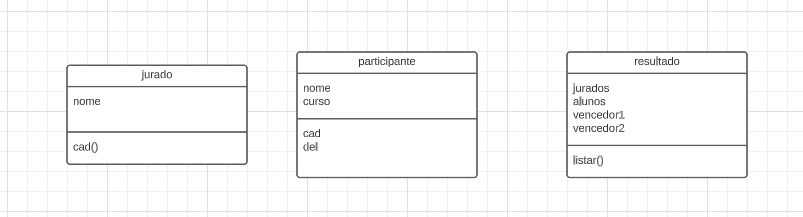 jurado
nome
cad()
participante
nome
curso
cad
del
resultado
jurados
alunos
vencedor1
vencedor2
listar()